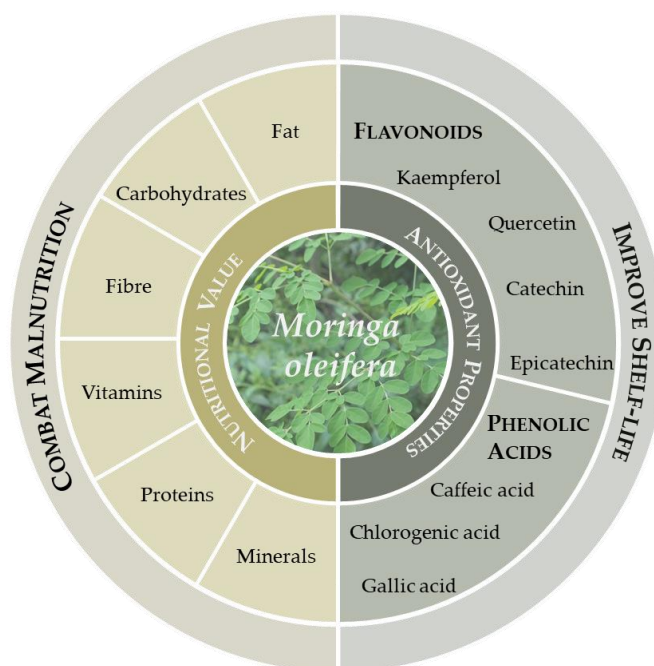 Moringa
oleifera
NUTRITIONAL VALUE
ANTIOXIDANT PROPERTIES
COMBAT MALNUTRITION
Fat
Carbohydrates
Fibre
Vitamins
Proteins
Minerals
IMPROVE SHELF-LIFE
FLAVONOIDS
Kaempferol
Quercetin
Catechin
Epicatechin
PHENOLIC
ACIDS
Caffeic acid
Chlorogenic acid
Gallic acid